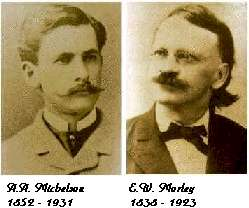 A.A. Michelson
1852 - 1931
E.W. Morley
1838 - 1923